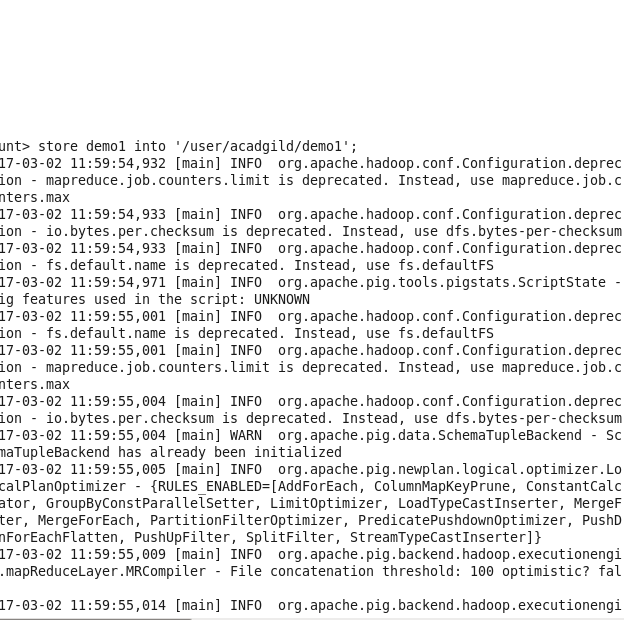 unt> store demo1 into '/user/acadgild/demo1';
17-03-02 11:59:54,932 [main] INFO  org.apache.hadoop.conf.Configuration.deprec
ion - mapreduce.job.counters.limit is deprecated. Instead, use mapreduce.job.c
nters.max
17-03-02 11:59:54,933 [main] INFO  org.apache.hadoop.conf.Configuration.deprec
ion - io.bytes.per.checksum is deprecated. Instead, use dfs.bytes-per-checksum
17-03-02 11:59:54,933 [main] INFO  org.apache.hadoop.conf.Configuration.deprec
ion - fs.default.name is deprecated. Instead, use fs.defaultFS
17-03-02 11:59:54,971 [main] INFO  org.apache.pig.tools.pigstats.ScriptState -
ig features used in the script: UNKNOWN
17-03-02 11:59:55,001 [main] INFO  org.apache.hadoop.conf.Configuration.deprec
ion - fs.default.name is deprecated. Instead, use fs.defaultFS
17-03-02 11:59:55,001 [main] INFO  org.apache.hadoop.conf.Configuration.deprec
ion - mapreduce.job.counters.limit is deprecated. Instead, use mapreduce.job.c
nters.max
17-03-02 11:59:55,004 [main] INFO  org.apache.hadoop.conf.Configuration.deprec
ion - io.bytes.per.checksum is deprecated. Instead, use dfs.bytes-per-checksum
17-03-02 11:59:55,004 [main] WARN  org.apache.pig.data.SchemaTupleBackend - Sc
maTupleBackend has already been initialized
17-03-02 11:59:55,005 [main] INFO  org.apache.pig.newplan.logical.optimizer.Lo
calPlanOptimizer - {RULES_ENABLED=[AddForEach, ColumnMapKeyPrune, ConstantCalc
ator, GroupByConstParallelSetter, LimitOptimizer, LoadTypeCastInserter, MergeF
ter, MergeForEach, PartitionFilterOptimizer, PredicatePushdownOptimizer, PushD
nForEachFlatten, PushUpFilter, SplitFilter, StreamTypeCastInserter]}
17-03-02 11:59:55,009 [main] INFO  org.apache.pig.backend.hadoop.executionengi
.mapReduceLayer.MRCompiler - File concatenation threshold: 100 optimistic? fal
17-03-02 11:59:55,014 [main] INFO  org.apache.pig.backend.hadoop.executionengi